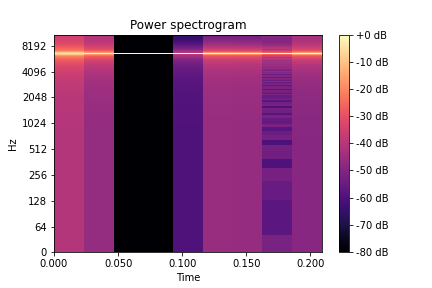 Power spectrogram
Hz
8192
4096
2048
1024
512
256
128
64
0
0.000
0.050
0.100
0.150
0.200
Time
+0 dB
-10 dB
-20 dB
-30 dB
-40 dB
-50 dB
-60 dB
-70 dB
-80 dB